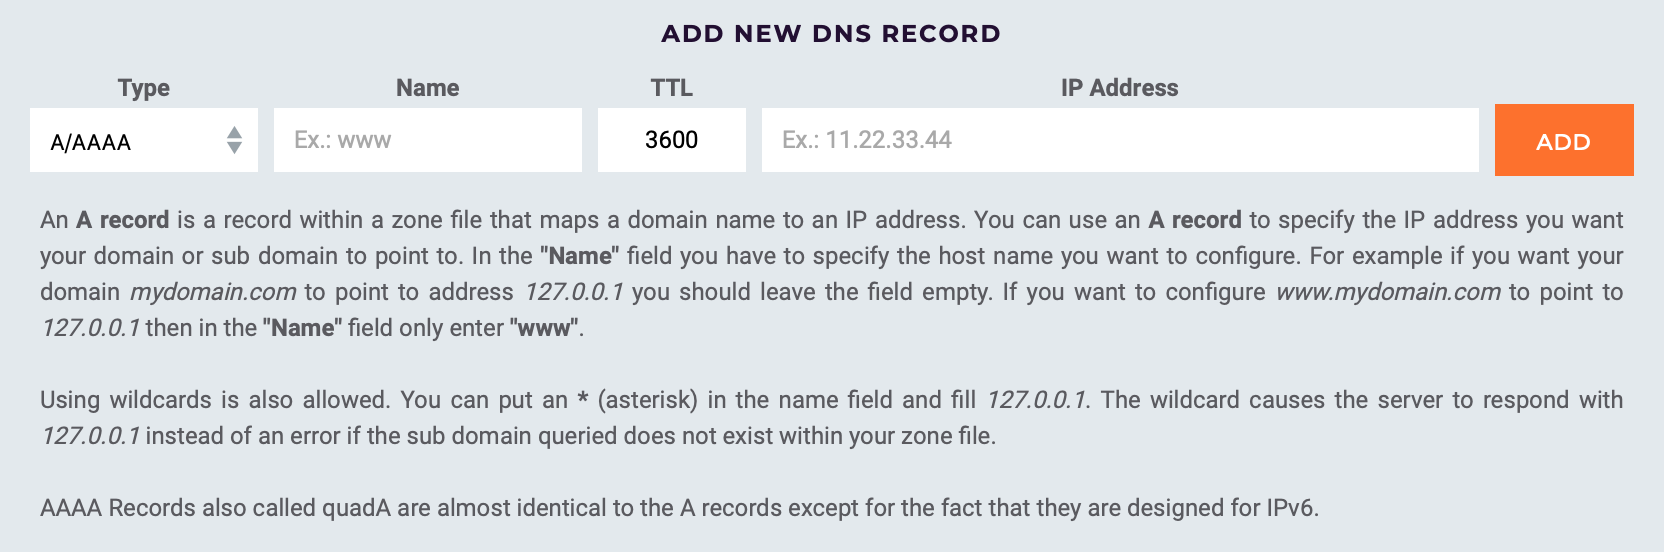 ADD NEW DNS RECORD
Type Name TTL IP Address
A/AAAA Ex.: www 3600 Ex.: 11.22.33.44 ADD
An A record is a record within a zone file that maps a domain name to an IP address. You can use an A record to specify the IP address you want
your domain or sub domain to point to. In the "Name" field you have to specify the host name you want to configure. For example if you want your
domain mydomain.com to point to address 127.0.0.1 you should leave the field empty. If you want to configure www.mydomain.com to point to
127.0.0.1 then in the "Name" field only enter "www".
Using wildcards is also allowed. You can put an * (asterisk) in the name field and fill 127.0.0.1. The wildcard causes the server to respond with
127.0.0.1 instead of an error if the sub domain queried does not exist within your zone file.
AAAA Records also called quadA are almost identical to the A records except for the fact that they are designed for IPv6.